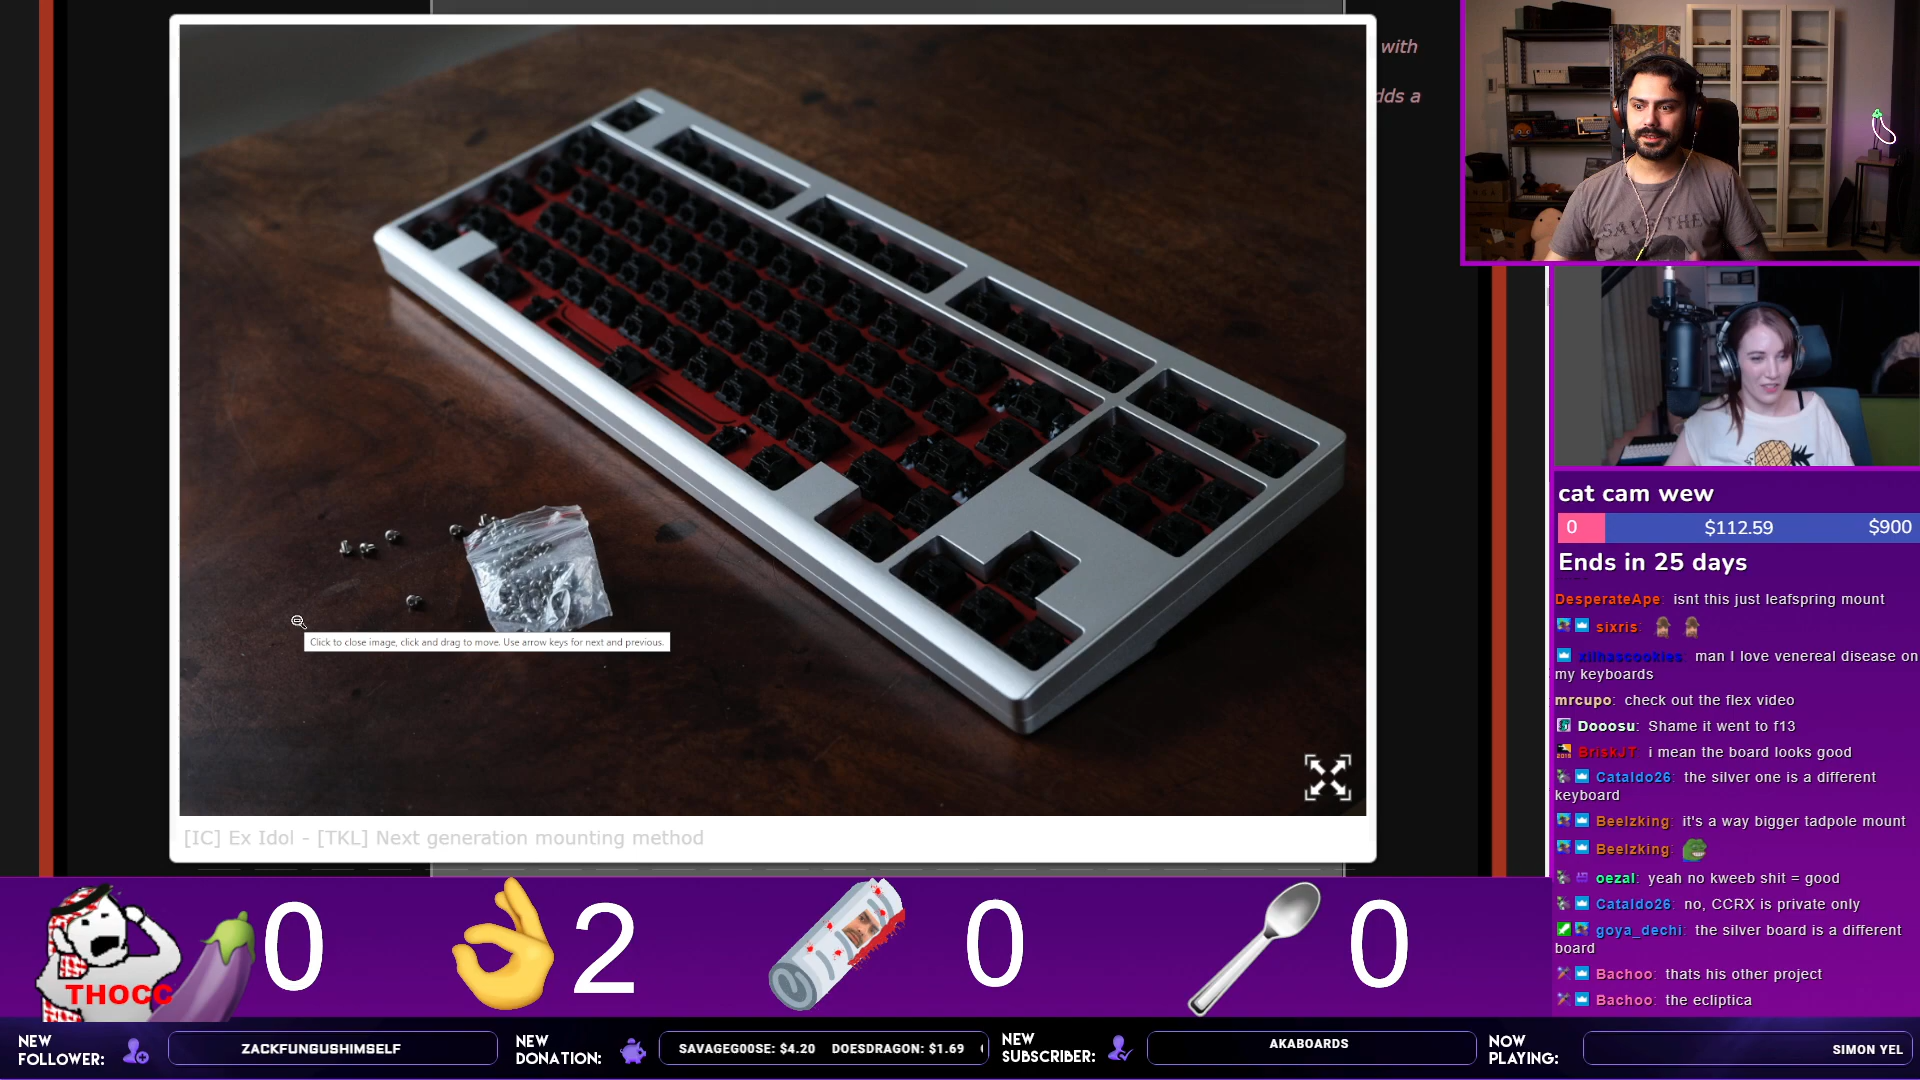 with
dds a
SAVE THE
Click to close image, click and drag to move. Use arrow keys for next and previous.
[IC] Ex Idol - [TKL] Next generation mounting method
cat cam wew
0 $112.59 $900
Ends in 25 days
DesperateApe: isnt this just leafspring mount
sixris:
xilhascookies: man I love venereal disease on
my keyboards
mrcupo: check out the flex video
Dooosu: Shame it went to f13
BriskJT: i mean the board looks good
Cataldo26: the silver one is a different
keyboard
Beelzking: it's a way bigger tadpole mount
Beelzking:
oezal: yeah no kweeb shit = good
Cataldo26: no, CCRX is private only
goya_dechi: the silver board is a different
board
Bachoo: thats his other project
Bachoo: the ecliptica
THOCC
0 2 0 0
NEW
FOLLOWER:
ZACKFUNGUSHIMSELF
NEW
DONATION:
SAVAGEG00SE: $4.20 DOESDRAGON: $1.69
NEW
SUBSCRIBER:
AKABOARDS
NOW
PLAYING:
SIMON YEL